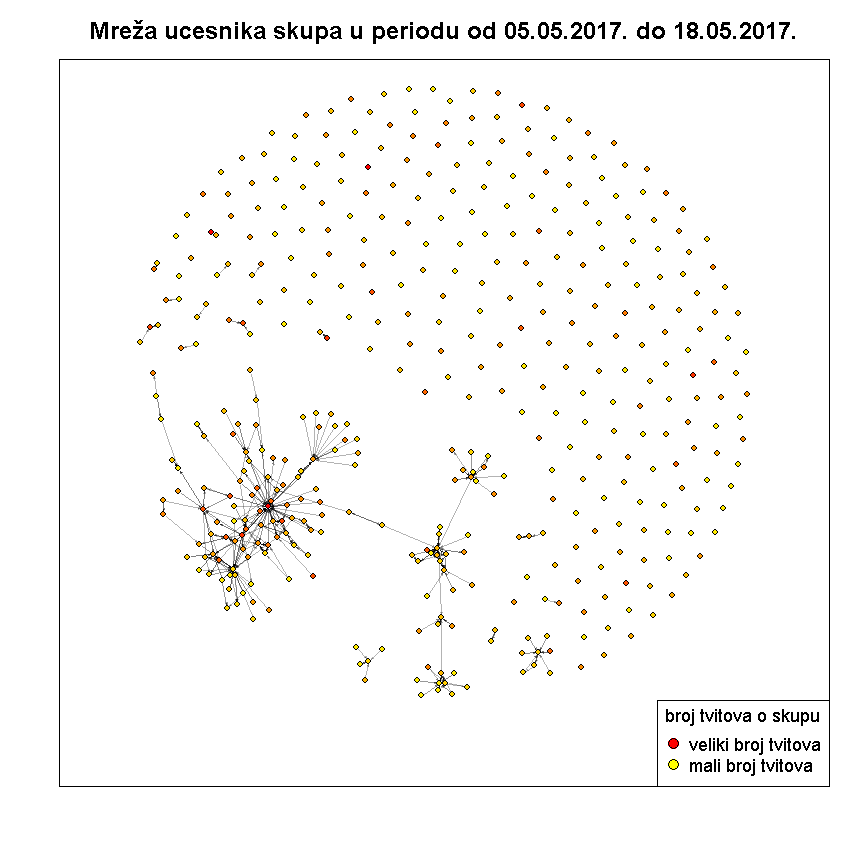 Mreža ucesnika skupa u periodu od 05.05.2017. do 18.05.2017.
broj tvitova o skupu
veliki broj tvitova
mali broj tvitova